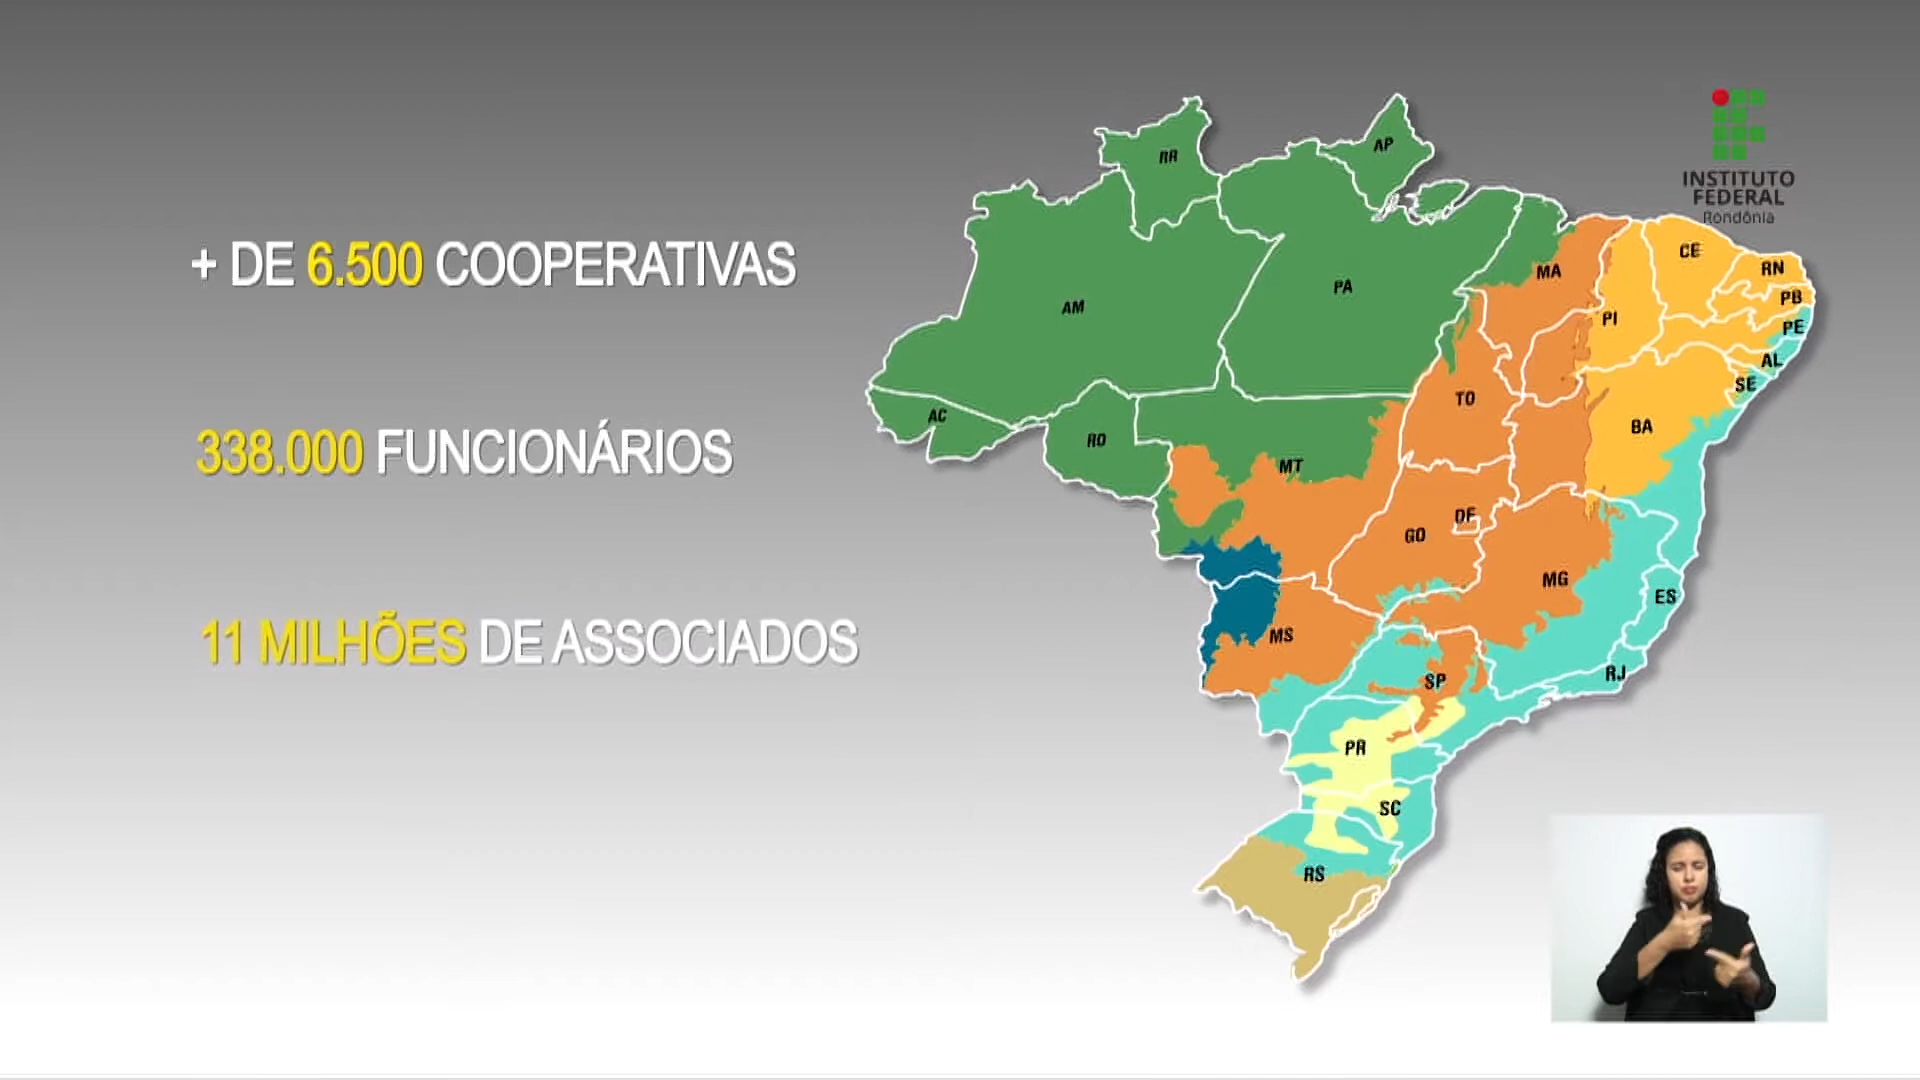 + DE 6.500 COOPERATIVAS
338.000 FUNCIONÁRIOS
11 MILHÕES DE ASSOCIADOS
INSTITUTO
FEDERAL
Rondônia
RR
AP
AM
PA
MA
CE
RN
PB
PI
PE
AL
SE
AC
RO
TO
BA
MT
GO
DF
MG
ES
MS
SP
RJ
PR
SC
RS